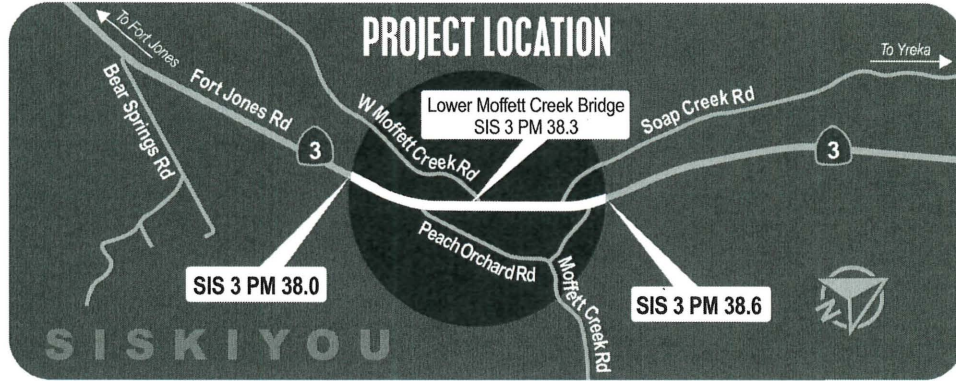 PROJECT LOCATION
To Fort Jones
To Yreka
Bear Springs Rd
Fort Jones Rd
3
W Moffett Creek Rd
Lower Moffett Creek Bridge
SIS 3 PM 38.3
Soap Creek Rd
3
Peach Orchard Rd
Moffett Creek Rd
SIS 3 PM 38.0
SIS 3 PM 38.6
SISKIYOU
N